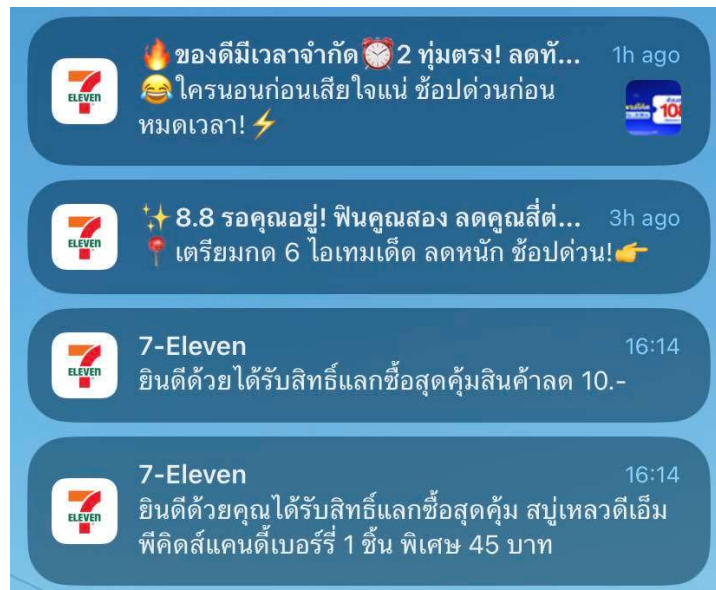 🔥ของดีมีเวลาจำกัด⏰2 ทุ่มตรง! ลดทั... 1h ago
😂ใครนอนก่อนเสียใจแน่ ช้อปด่วนก่อน
หมดเวลา!⚡
108
7
ELEVEN
✨8.8 รอคุณอยู่! ฟินคูณสอง ลดคูณสี่ต่... 3h ago
📍เตรียมกด 6 ไอเทมเด็ด ลดหนัก ช้อปด่วน!👉
7
ELEVEN
7-Eleven 16:14
ยินดีด้วยได้รับสิทธิ์แลกซื้อสุดคุ้มสินค้าลด 10.-
7
ELEVEN
7-Eleven 16:14
ยินดีด้วยคุณได้รับสิทธิ์แลกซื้อสุดคุ้ม สบู่เหลวดีเอ็ม
พีคิดส์แคนดี้เบอร์รี่ 1 ชิ้น พิเศษ 45 บาท
7
ELEVEN